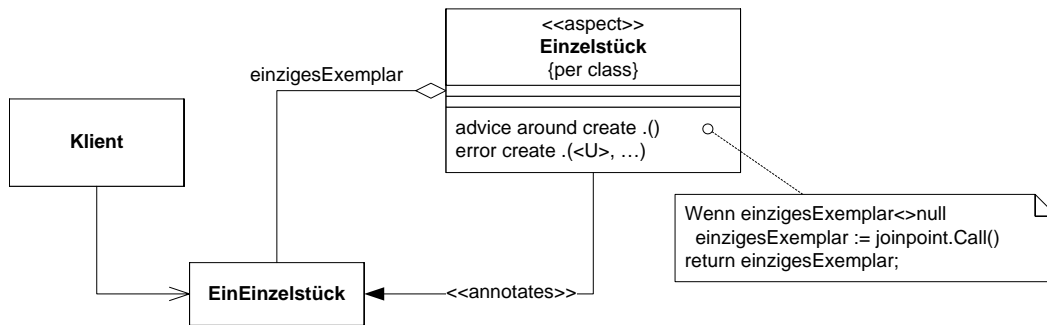 <<aspect>>
Einzelstück
{per class}
einzigesExemplar
Klient
advice around create .()
error create .(<U>, …)
Wenn einzigesExemplar<>null
einzigesExemplar := joinpoint.Call()
return einzigesExemplar;
EinEinzelstück
<<annotates>>